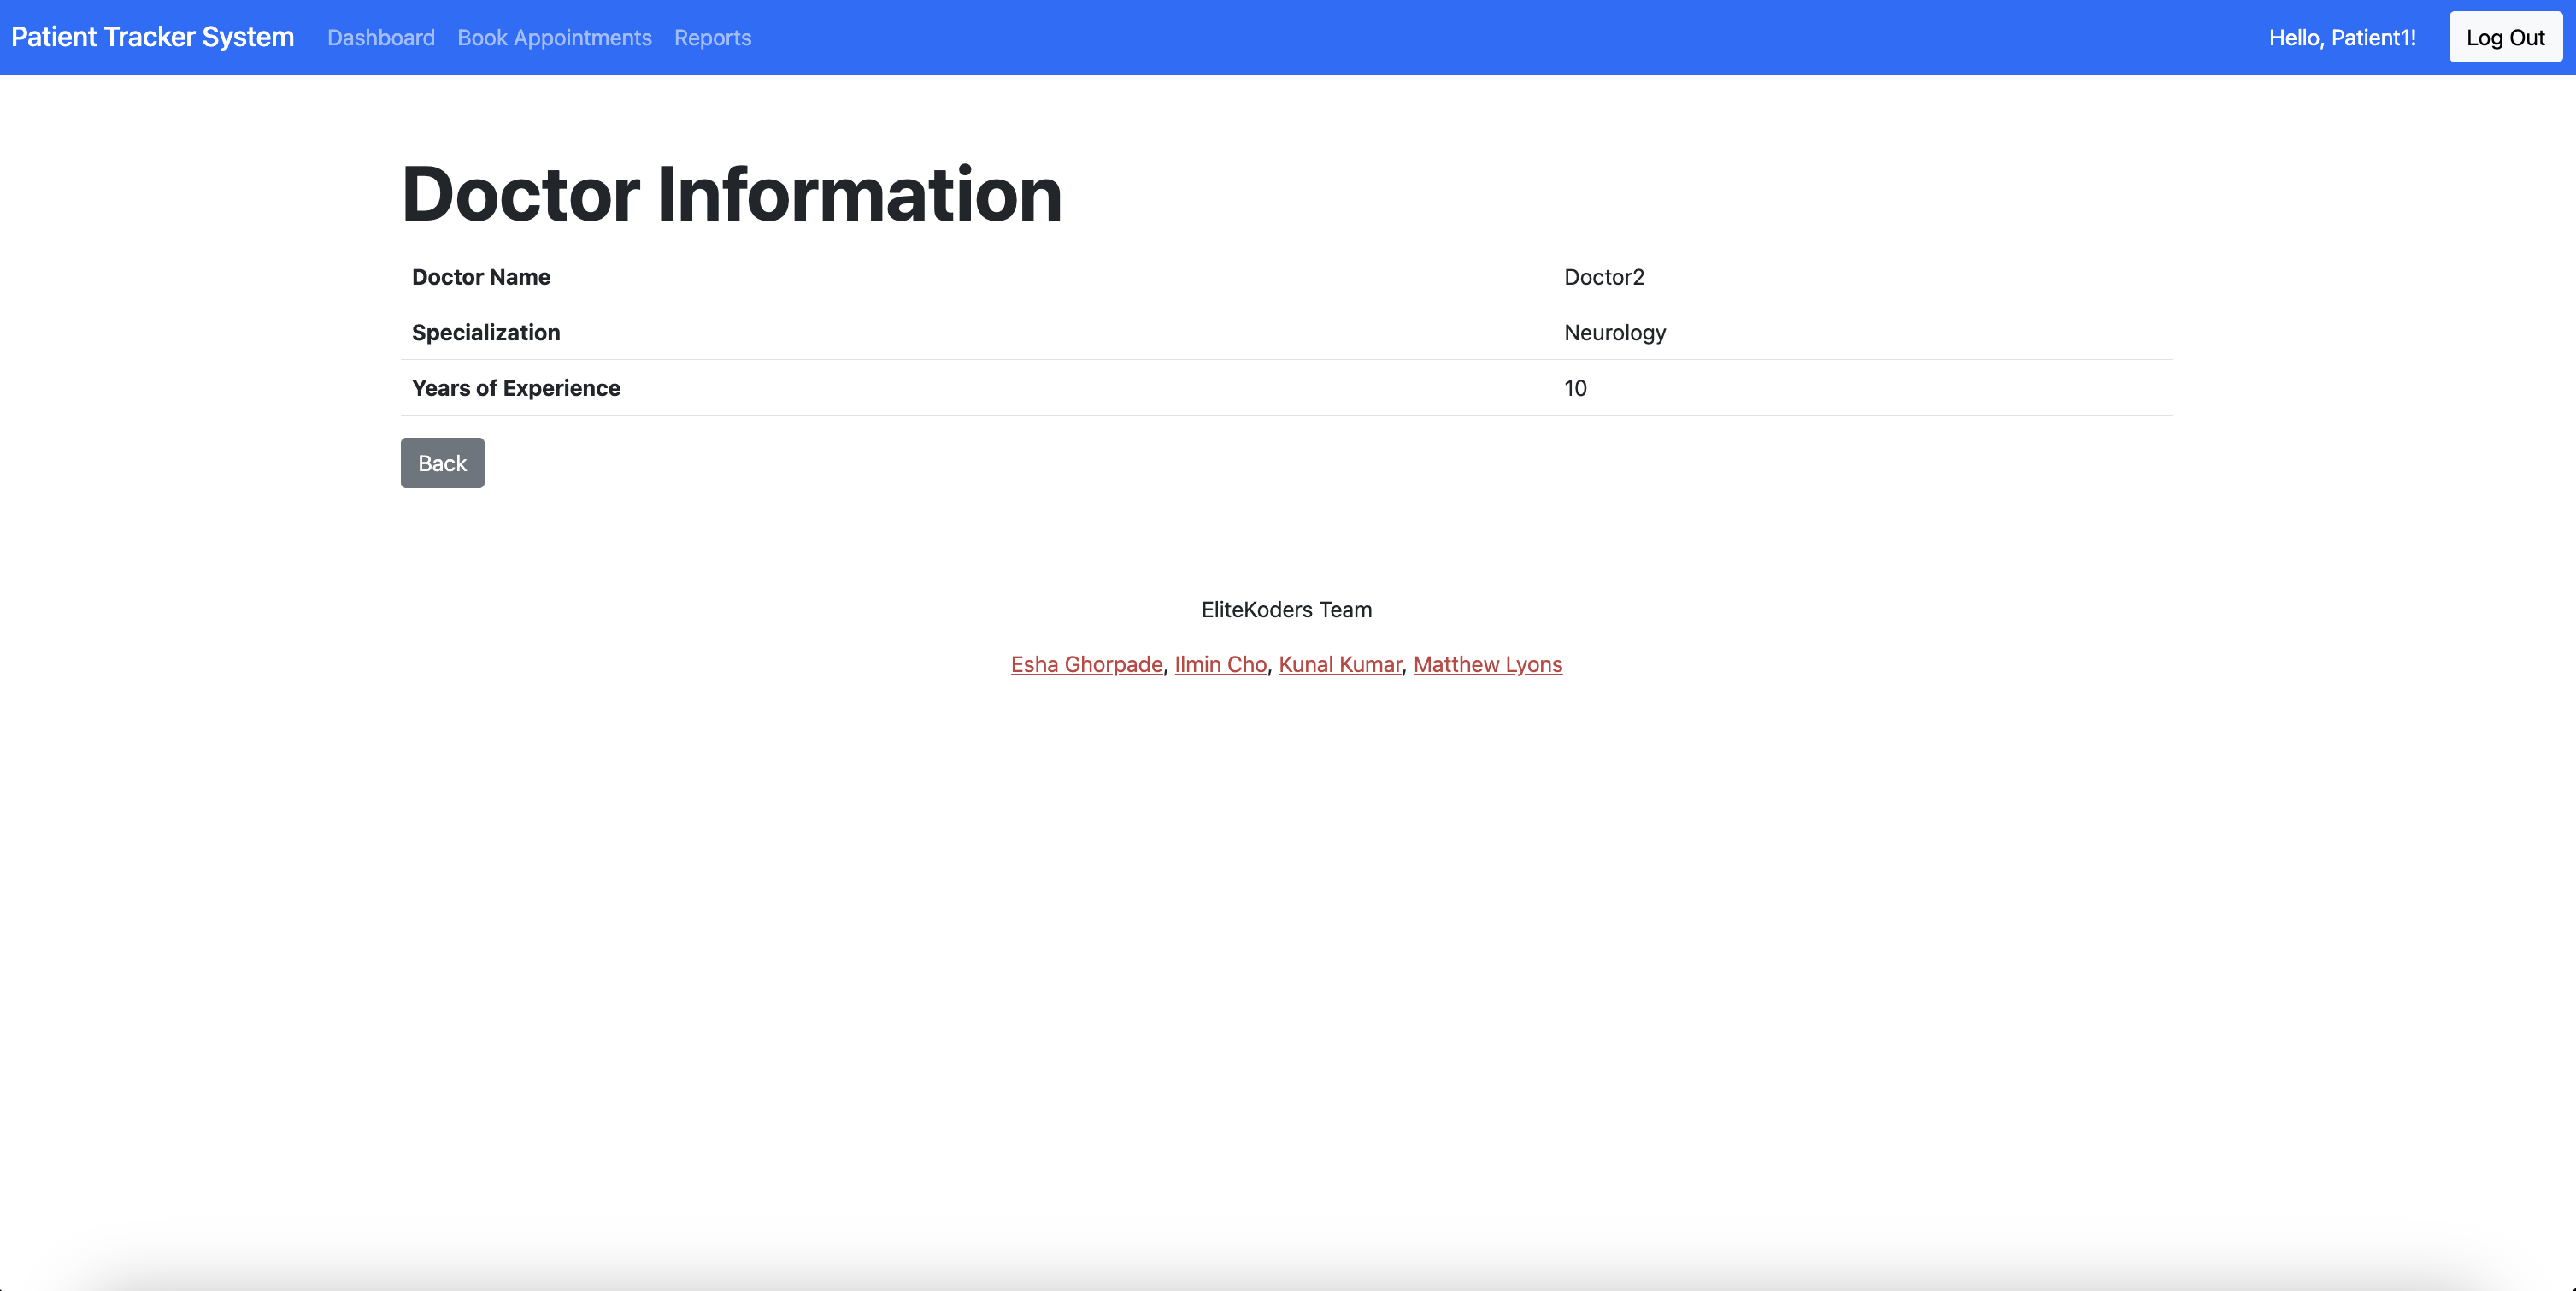 Patient Tracker System Dashboard Book Appointments Reports Hello, Patient1! Log Out
Doctor Information
Doctor Name Doctor2
Specialization Neurology
Years of Experience 10
Back
EliteKoders Team
Esha Ghorpade, Ilmin Cho, Kunal Kumar, Matthew Lyons